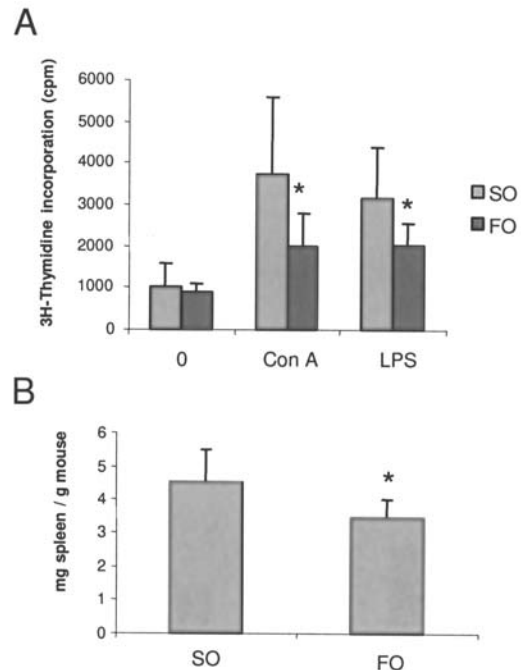 A
3H-Thymidine incorporation (cpm)
6000
5000
4000
3000
2000
1000
0
*
*
0
Con A
LPS
SO
FO
B
mg spleen / g mouse
6
5
4
3
2
1
0
*
SO
FO